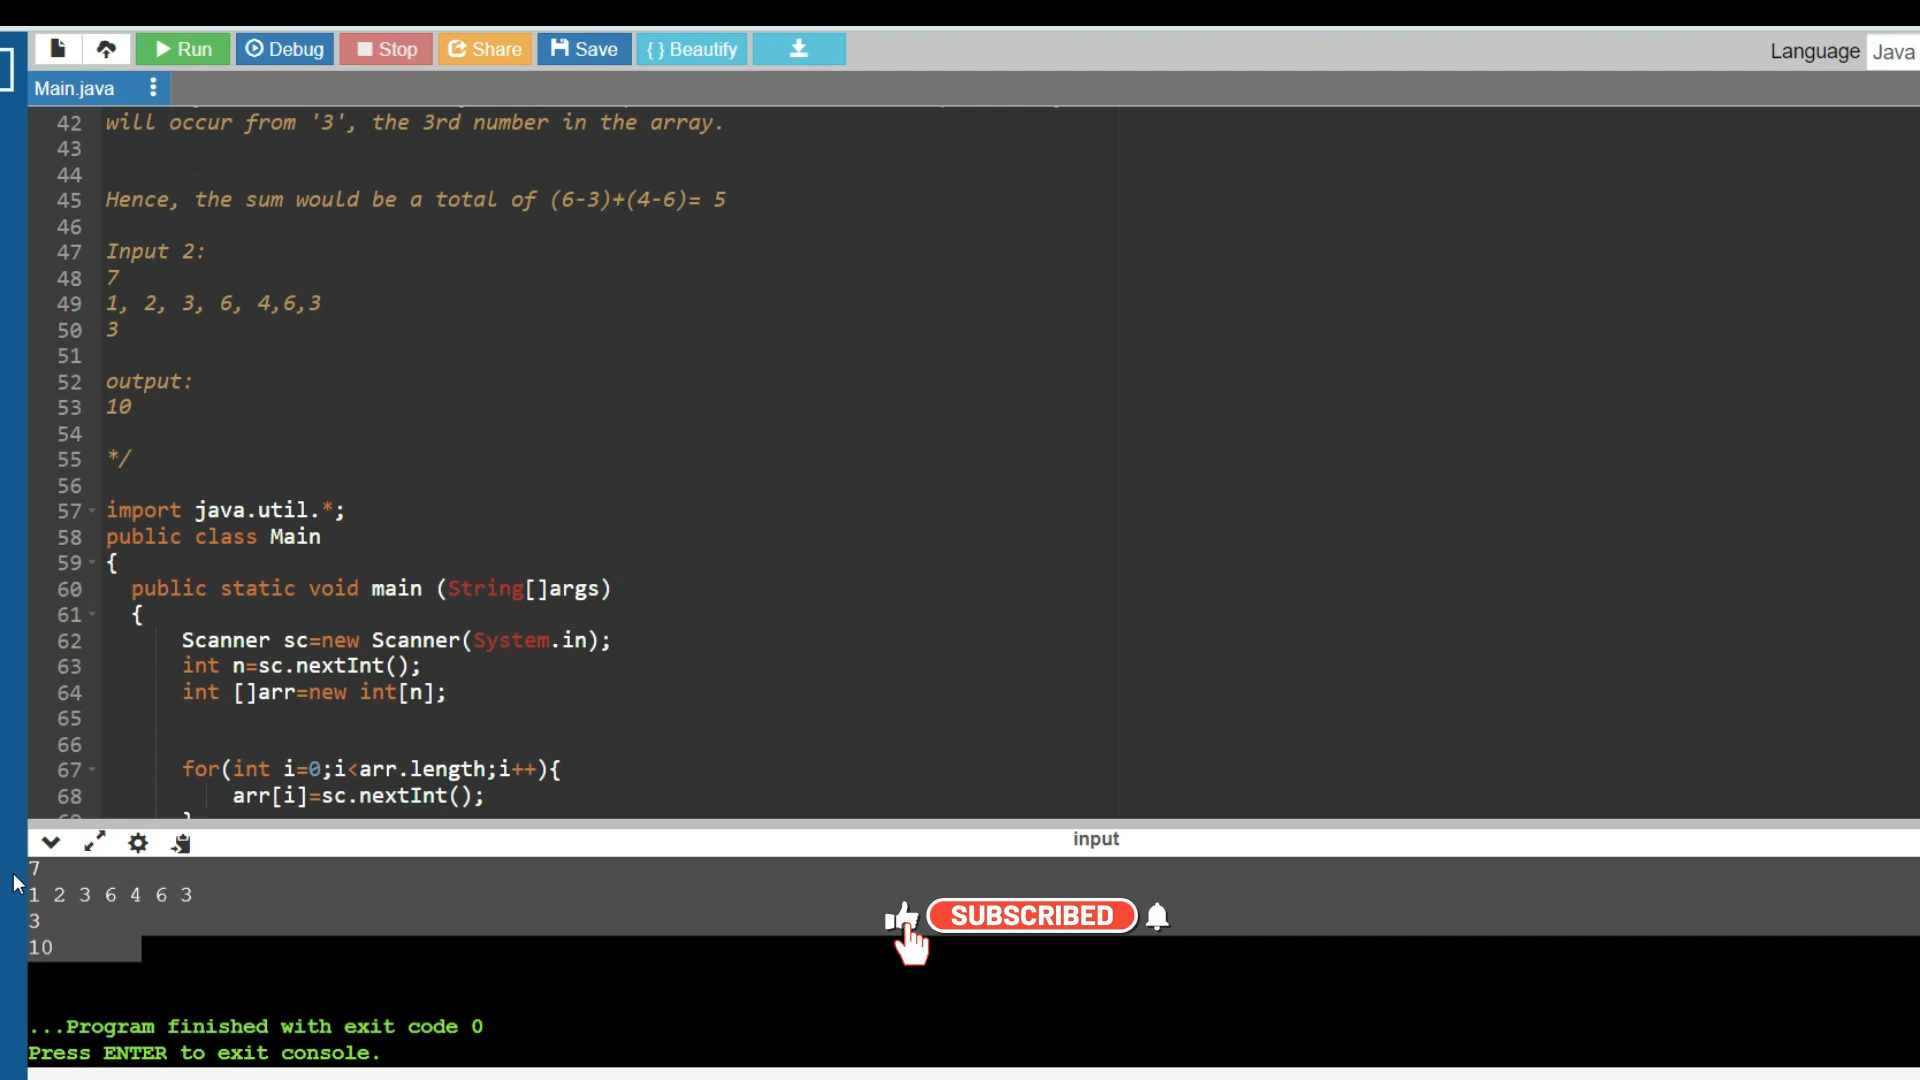 Run Debug Stop Share Save { } Beautify
Language Java
Main.java
42 will occur from '3', the 3rd number in the array.
43
44
45 Hence, the sum would be a total of (6-3)+(4-6)= 5
46
47 Input 2:
48 7
49 1, 2, 3, 6, 4,6,3
50 3
51
52 output:
53 10
54
55 */
56
57 import java.util.*;
58 public class Main
59 {
60 public static void main (String[]args)
61 {
62 Scanner sc=new Scanner(System.in);
63 int n=sc.nextInt();
64 int []arr=new int[n];
65
66
67 for(int i=0;i<arr.length;i++){
68 arr[i]=sc.nextInt();
input
7
1 2 3 6 4 6 3
3
10
SUBSCRIBED
...Program finished with exit code 0
Press ENTER to exit console.